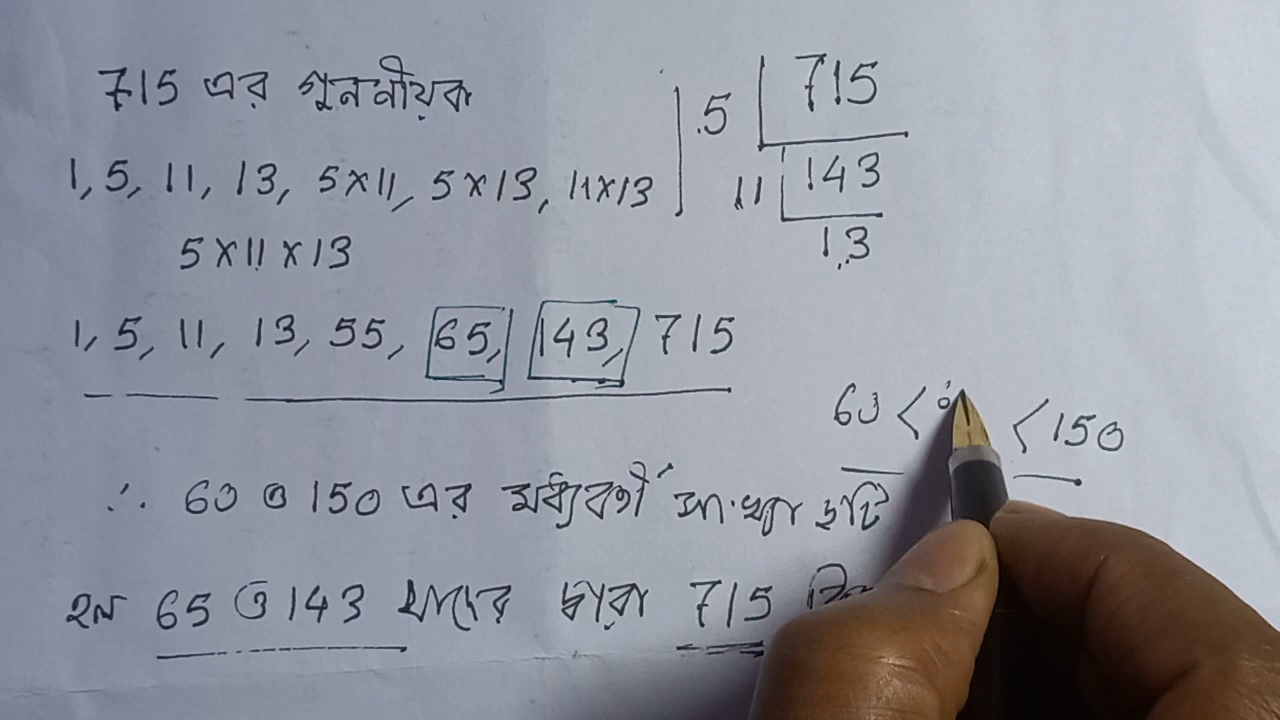 715 এর গুননীয়ক
1, 5, 11, 13, 5×11, 5×13, 11×13
5×11×13
5 715
11 143
13
1, 5, 11, 13, 55, 65, 143, 715
60 < < 150
∴ 60 ও 150 এর মধ্যবর্তী সংখ্যা দুটি
হল 65 ও 143 যাদের দ্বারা 715